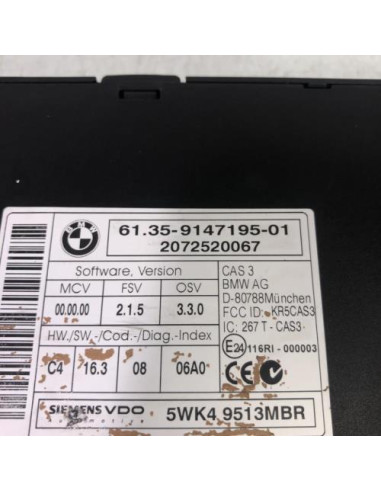 BMW
61.35-9147195-01
2072520067
Software, Version
MCV FSV OSV
00.00.00 2.1.5 3.3.0
HW./SW.-/Cod.-/Diag.-Index
C4 16.3 08 06A0
CAS 3
BMW AG
D-80788München
FCC ID: KR5CAS3
IC: 267 T - CAS3
E24 116RI - 000003
CE
SIEMENS VDO 5WK4 9513MBR